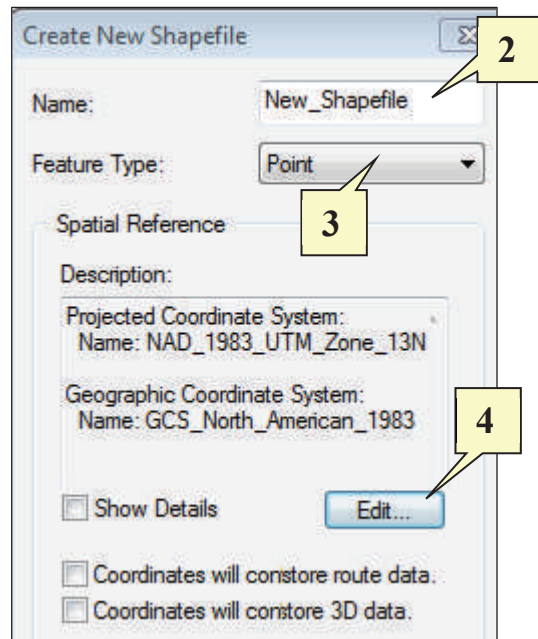 Create New Shapefile
2
Name:
New_Shapefile
Feature Type:
Point
3
Spatial Reference
Description:
Projected Coordinate System:
Name: NAD_1983_UTM_Zone_13N
Geographic Coordinate System:
Name: GCS_North_American_1983
4
Show Details
Edit...
Coordinates will constore route data.
Coordinates will constore 3D data.